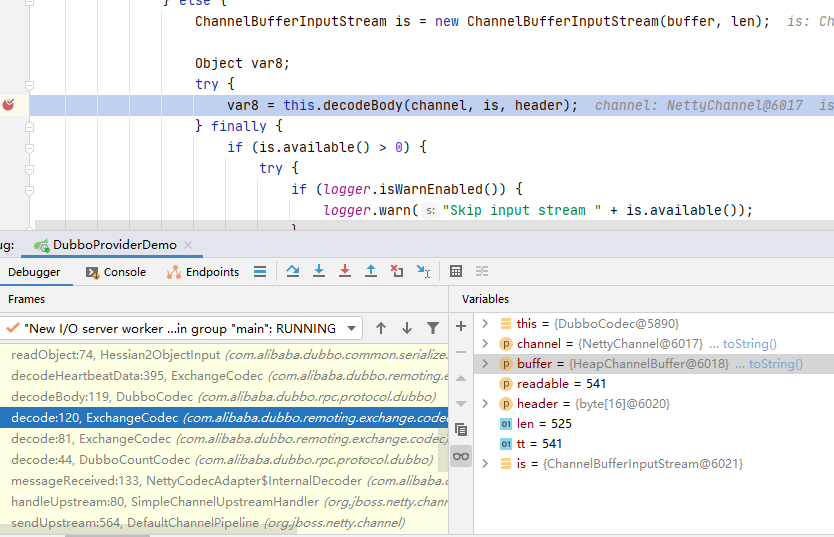 } else {
ChannelBufferInputStream is = new ChannelBufferInputStream(buffer, len);  is: Ch
Object var8;
try {
var8 = this.decodeBody(channel, is, header);  channel: NettyChannel@6017  is
} finally {
if (is.available() > 0) {
try {
if (logger.isWarnEnabled()) {
logger.warn( s: "Skip input stream " + is.available());
}
ug: DubboProviderDemo ×
Debugger Console Endpoints
Frames
"New I/O server worker ...in group "main": RUNNING
readObject:74, Hessian2ObjectInput (com.alibaba.dubbo.common.serialize.
decodeHeartbeatData:395, ExchangeCodec (com.alibaba.dubbo.remoting.e
decodeBody:119, DubboCodec (com.alibaba.dubbo.rpc.protocol.dubbo)
decode:120, ExchangeCodec (com.alibaba.dubbo.remoting.exchange.codec
decode:81, ExchangeCodec (com.alibaba.dubbo.remoting.exchange.codec
decode:44, DubboCountCodec (com.alibaba.dubbo.rpc.protocol.dubbo)
messageReceived:133, NettyCodecAdapter$InternalDecoder (com.alibaba.d
handleUpstream:80, SimpleChannelUpstreamHandler (org.jboss.netty.chann
sendUpstream:564, DefaultChannelPipeline (org.jboss.netty.channel)
Variables
this = {DubboCodec@5890}
p channel = {NettyChannel@6017} ... toString()
p buffer = {HeapChannelBuffer@6018} ... toString()
p readable = 541
p header = {byte[16]@6020}
01 len = 525
01 tt = 541
is = {ChannelBufferInputStream@6021}